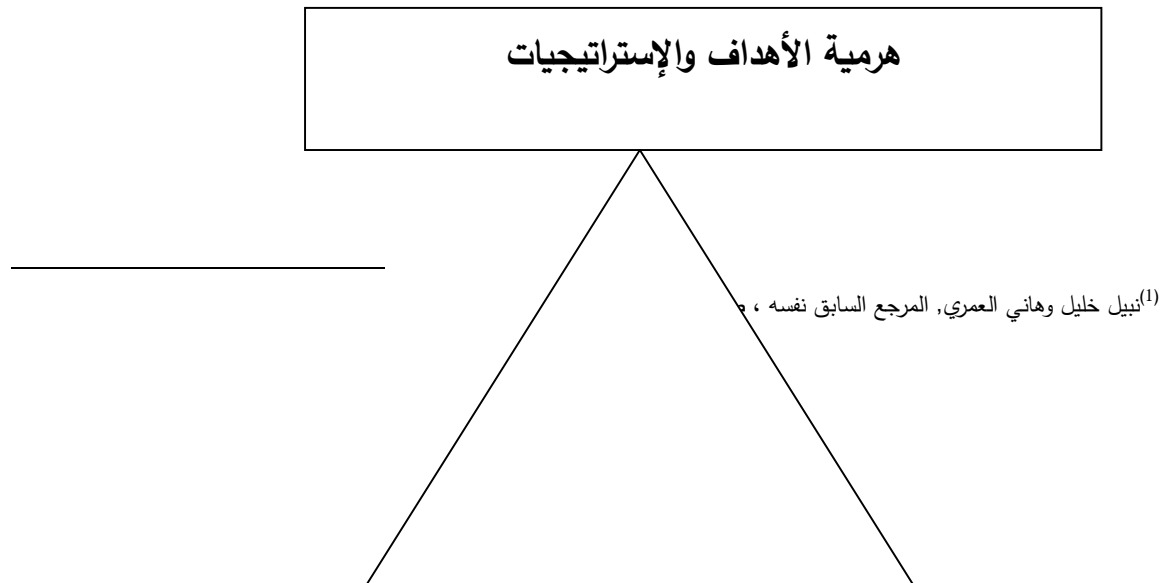 هرمية الأهداف والإستراتيجيات
(1)نبيل خليل وهاني العمري, المرجع السابق نفسه ،